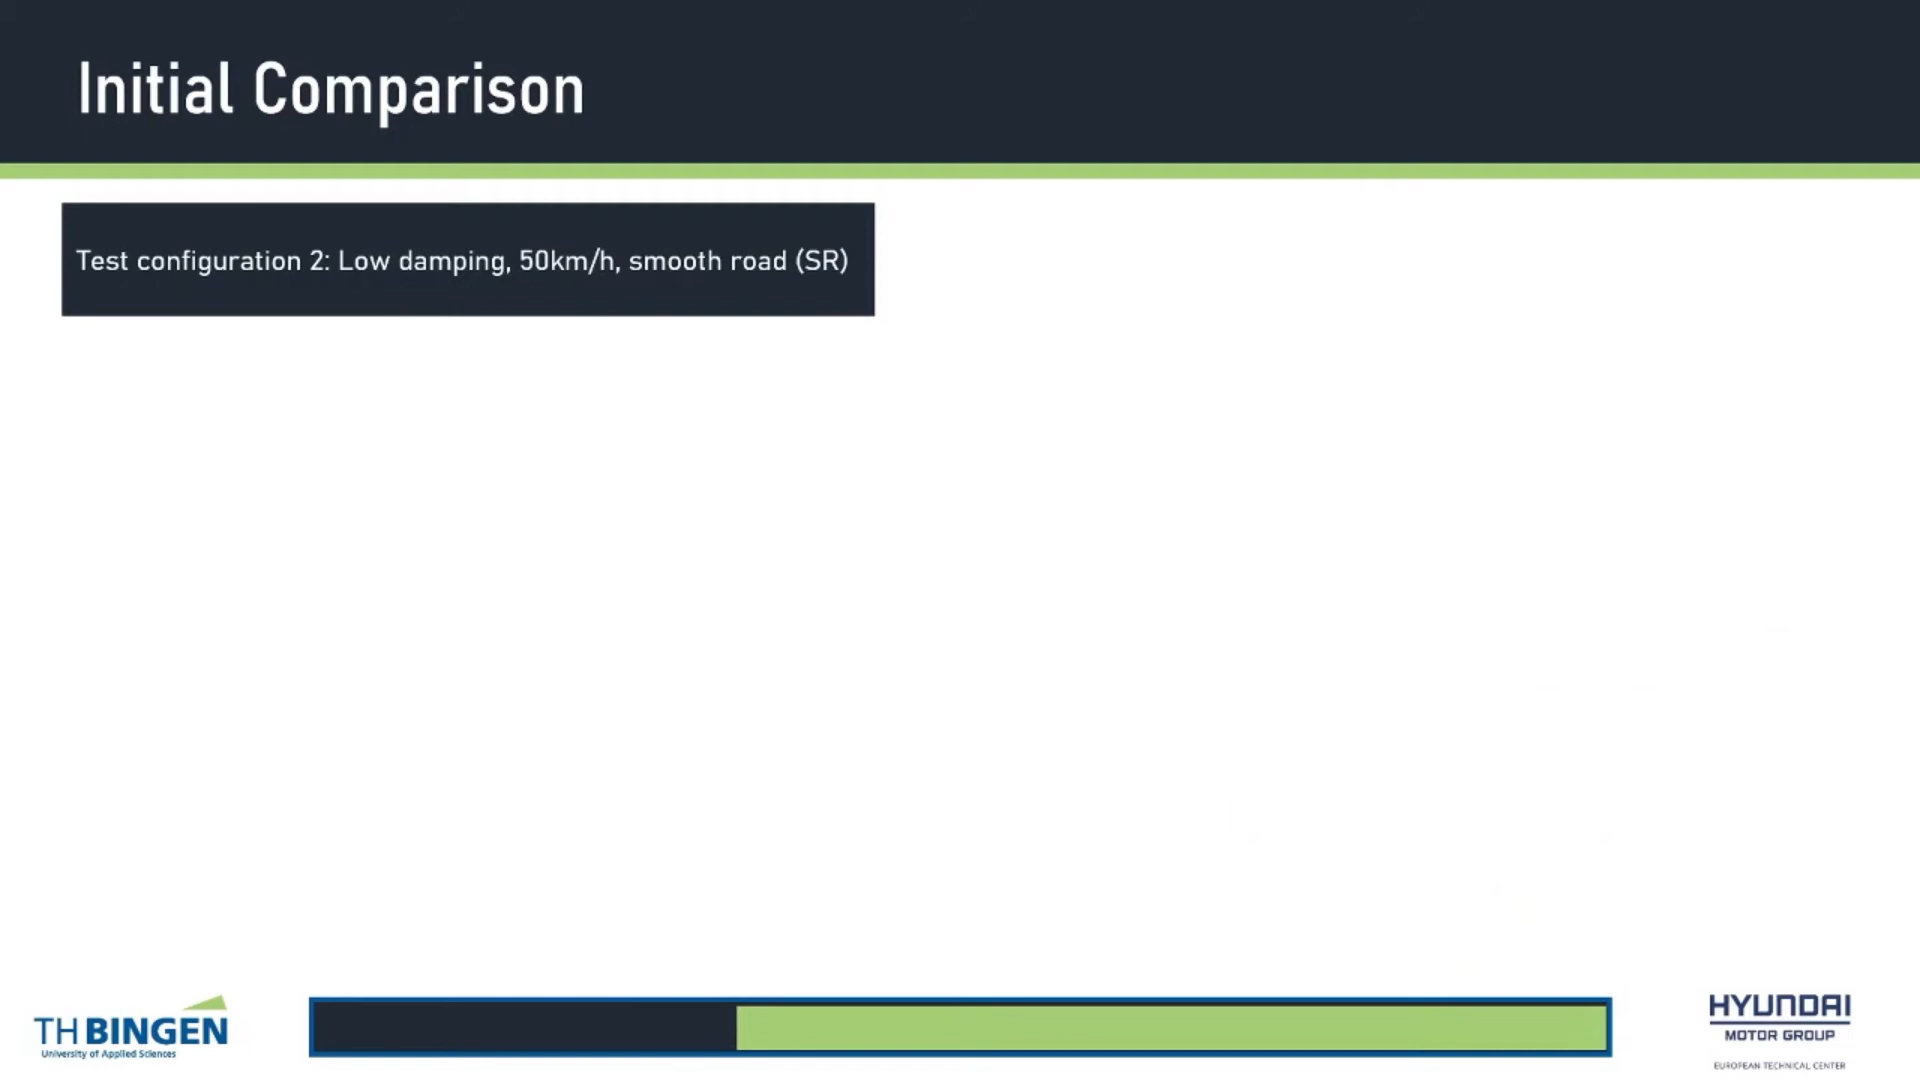 Initial Comparison
Test configuration 2: Low damping, 50km/h, smooth road (SR)
TH BINGEN
University of Applied Sciences
HYUNDAI
MOTOR GROUP
EUROPEAN TECHNICAL CENTER